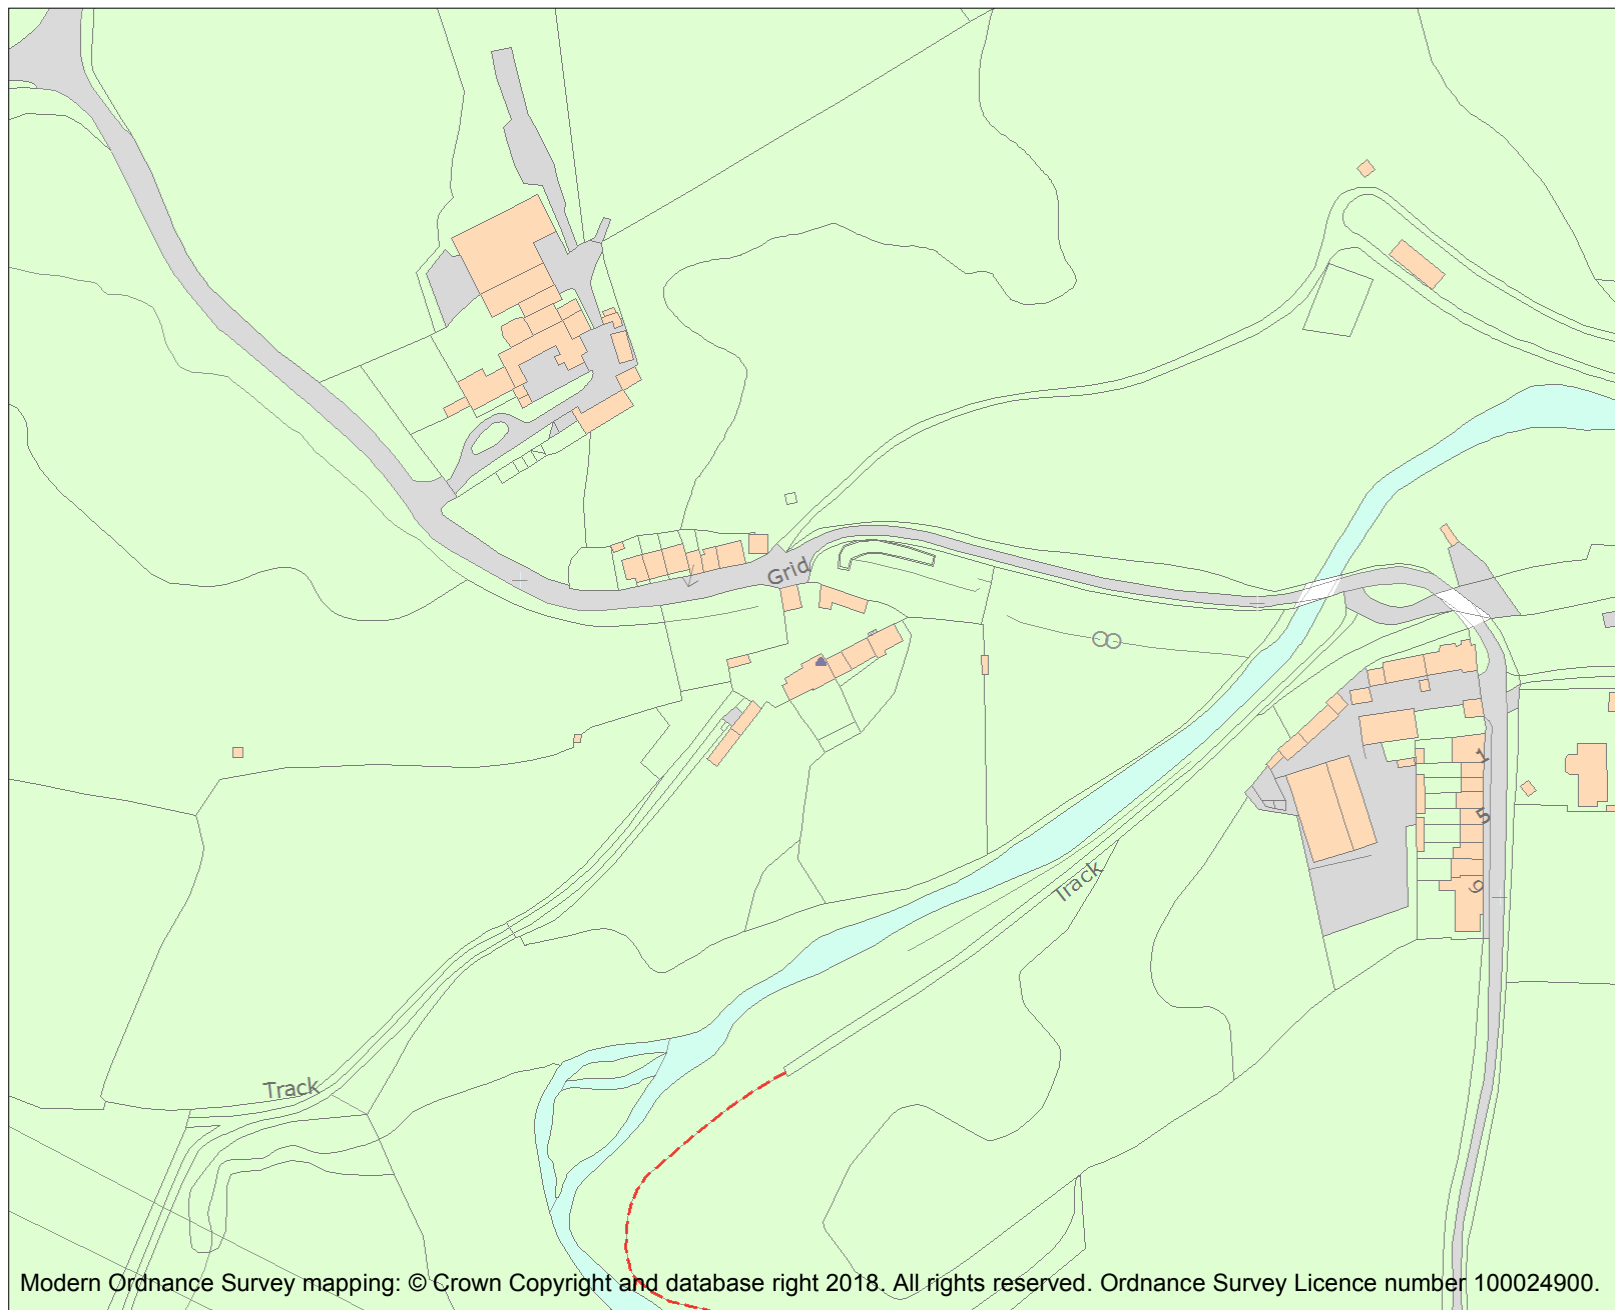 Grid
1
5
9
Track
Track
Modern Ordnance Survey mapping: © Crown Copyright and database right 2018. All rights reserved. Ordnance Survey Licence number 100024900.